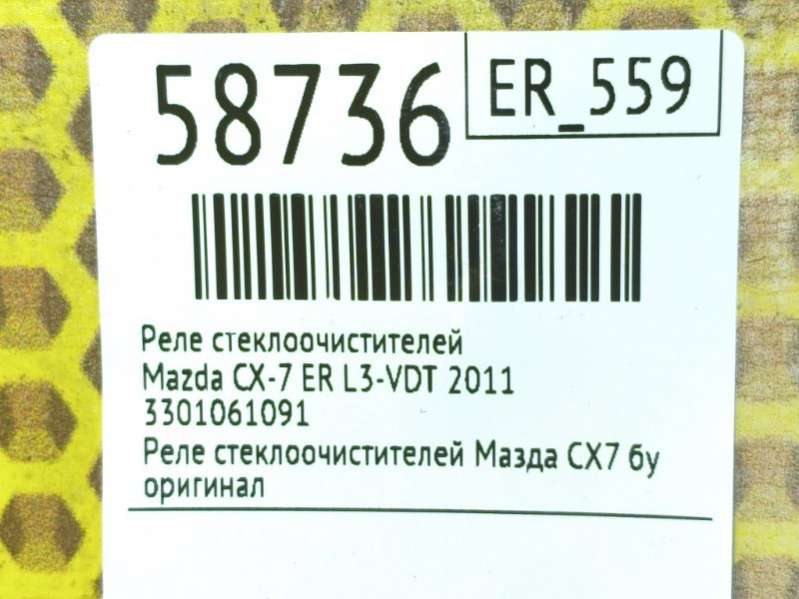 58736
ER_559
Реле стеклоочистителей
Mazda CX-7 ER L3-VDT 2011
3301061091
Реле стеклоочистителей Мазда CX7 бу
оригинал